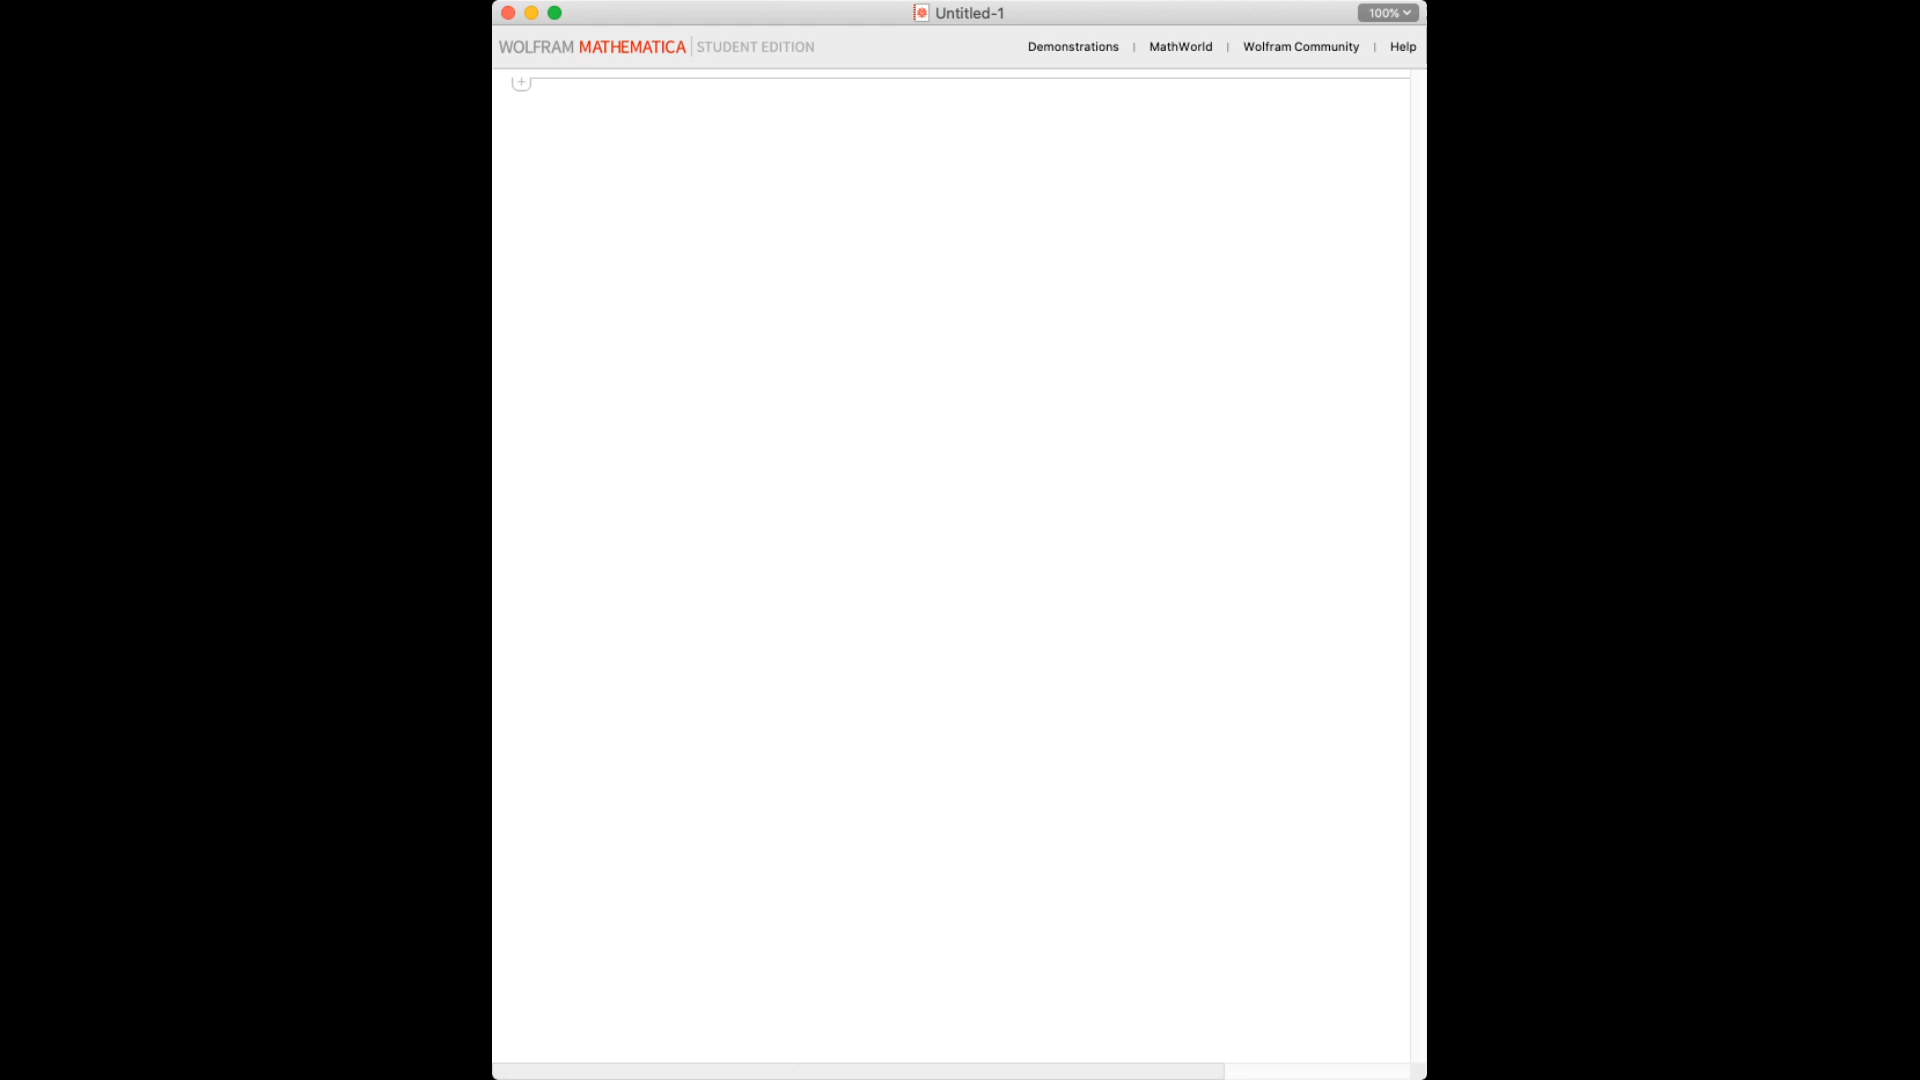 Untitled-1
100%
WOLFRAM MATHEMATICA | STUDENT EDITION
Demonstrations | MathWorld | Wolfram Community | Help
+